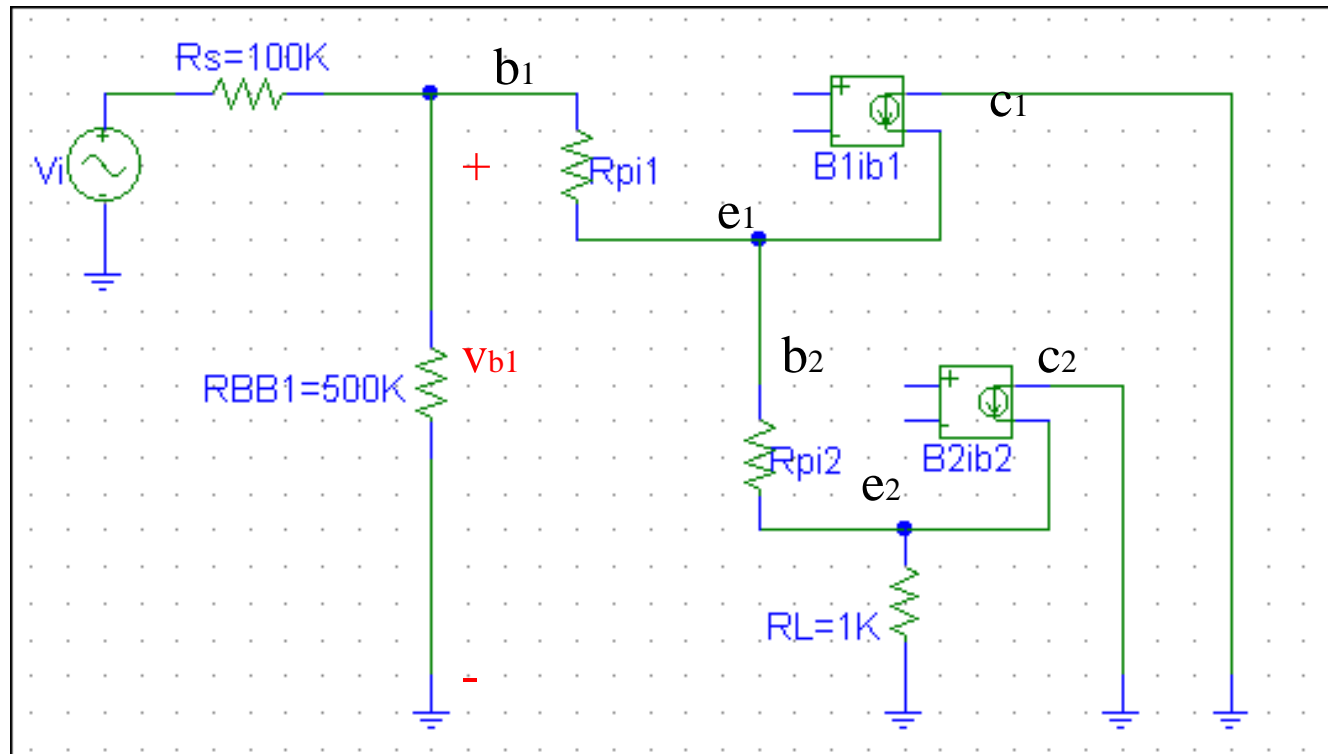 Rs=100K
b1
+
-
c1
Vi
+
-
+
Rpi1
B1ib1
e1
b2
c2
vb1
RBB1=500K
+
-
Rpi2
B2ib2
e2
RL=1K
-